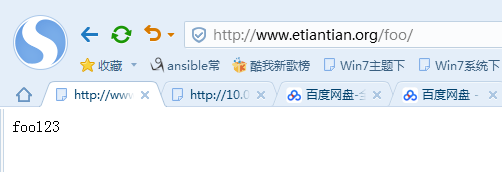 http://www.etiantian.org/foo/
收藏 ansible常 酷我新歌榜 Win7主题下 Win7系统下
http://www http://10.0 百度网盘-全 百度网盘 -
foo123